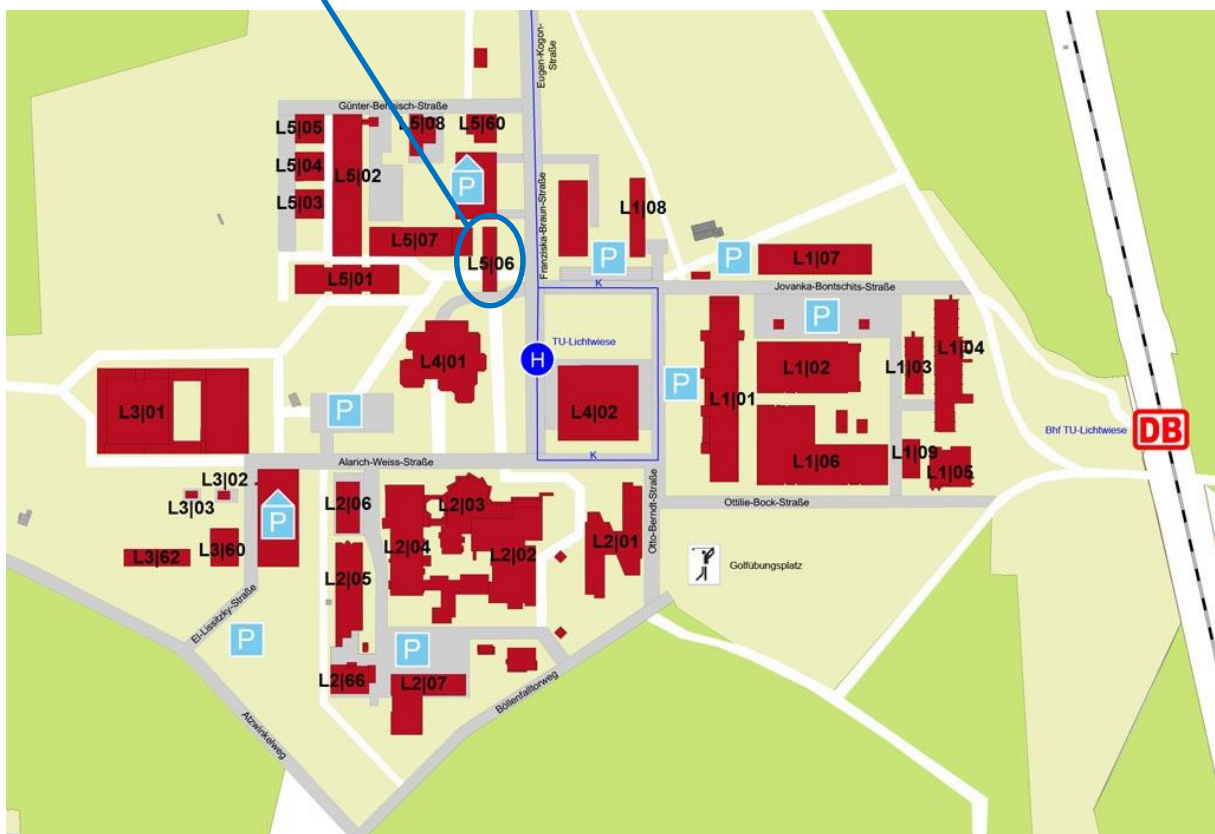 Eugen-Kogon-
Straße
Günter-Behnisch-Straße
L5|05
L5|08
L5|60
L5|04
L5|02
P
L5|03
Franziska-Braun-Straße
L1|08
L5|07
L5|06
P
P
L1|07
L5|01
K
Jovanka-Bontschits-Straße
P
TU-Lichtwiese
H
L4|01
L1|02
L1|03
L1|04
P
L1|01
L3|01
P
L4|02
Bhf TU-Lichtwiese
DB
K
Alarich-Weiss-Straße
L1|06
L1|09
L1|05
L3|02
L3|03
L2|06
L2|03
Ottilie-Bock-Straße
P
L2|04
L2|02
L2|01
Otto-Berndt-Straße
L3|62
L3|60
L2|05
Golfübungsplatz
El-Lissitzky-Straße
P
P
L2|66
L2|07
Böllenfalltorweg
Atzwinkelweg